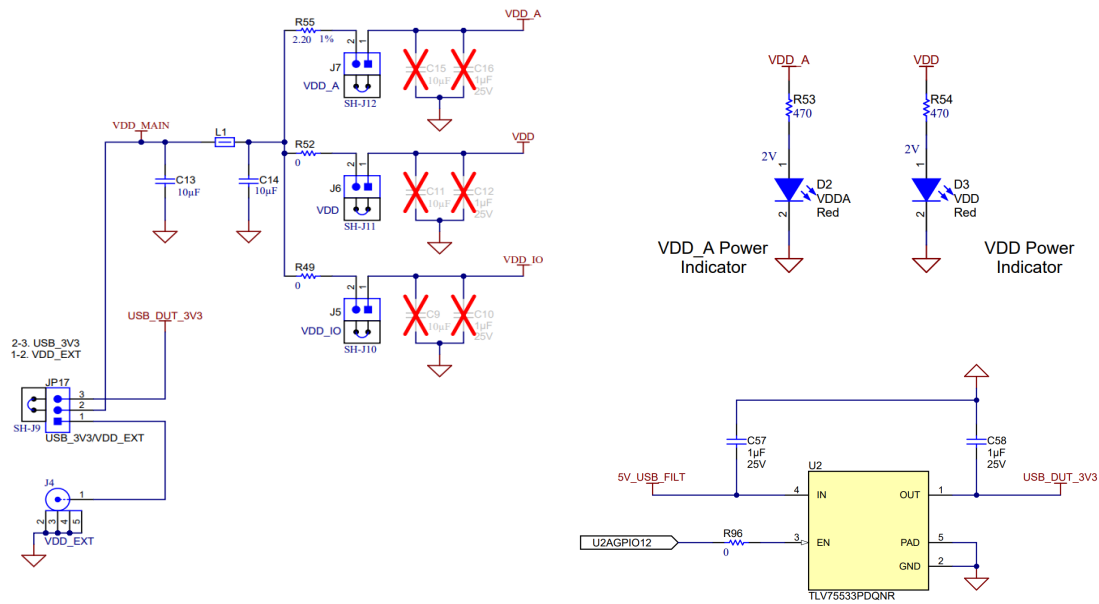 VDD_A
R55
2.20 1%
2
1
J7
VDD_A
SH-J12
C15
10µF
C16
1µF
25V
VDD_MAIN
L1
C13
10µF
C14
10µF
R52
0
2
1
J6
VDD
SH-J11
VDD
C11
10µF
C12
1µF
25V
R49
0
2
1
J5
VDD_IO
SH-J10
VDD_IO
C9
10µF
C10
1µF
25V
USB_DUT_3V3
2-3. USB_3V3
1-2. VDD_EXT
JP17
3
2
1
SH-J9
USB_3V3/VDD_EXT
J4
1
2
3
4
5
VDD_EXT
VDD_A
R53
470
2V
1
D2
VDDA
Red
2
VDD_A Power
Indicator
VDD
R54
470
2V
1
D3
VDD
Red
2
VDD Power
Indicator
C57
1µF
25V
C58
1µF
25V
U2
5V_USB_FILT
4
IN
OUT
1
USB_DUT_3V3
U2AGPIO12
R96
0
3
EN
PAD
5
GND
2
TLV75533PDQNR